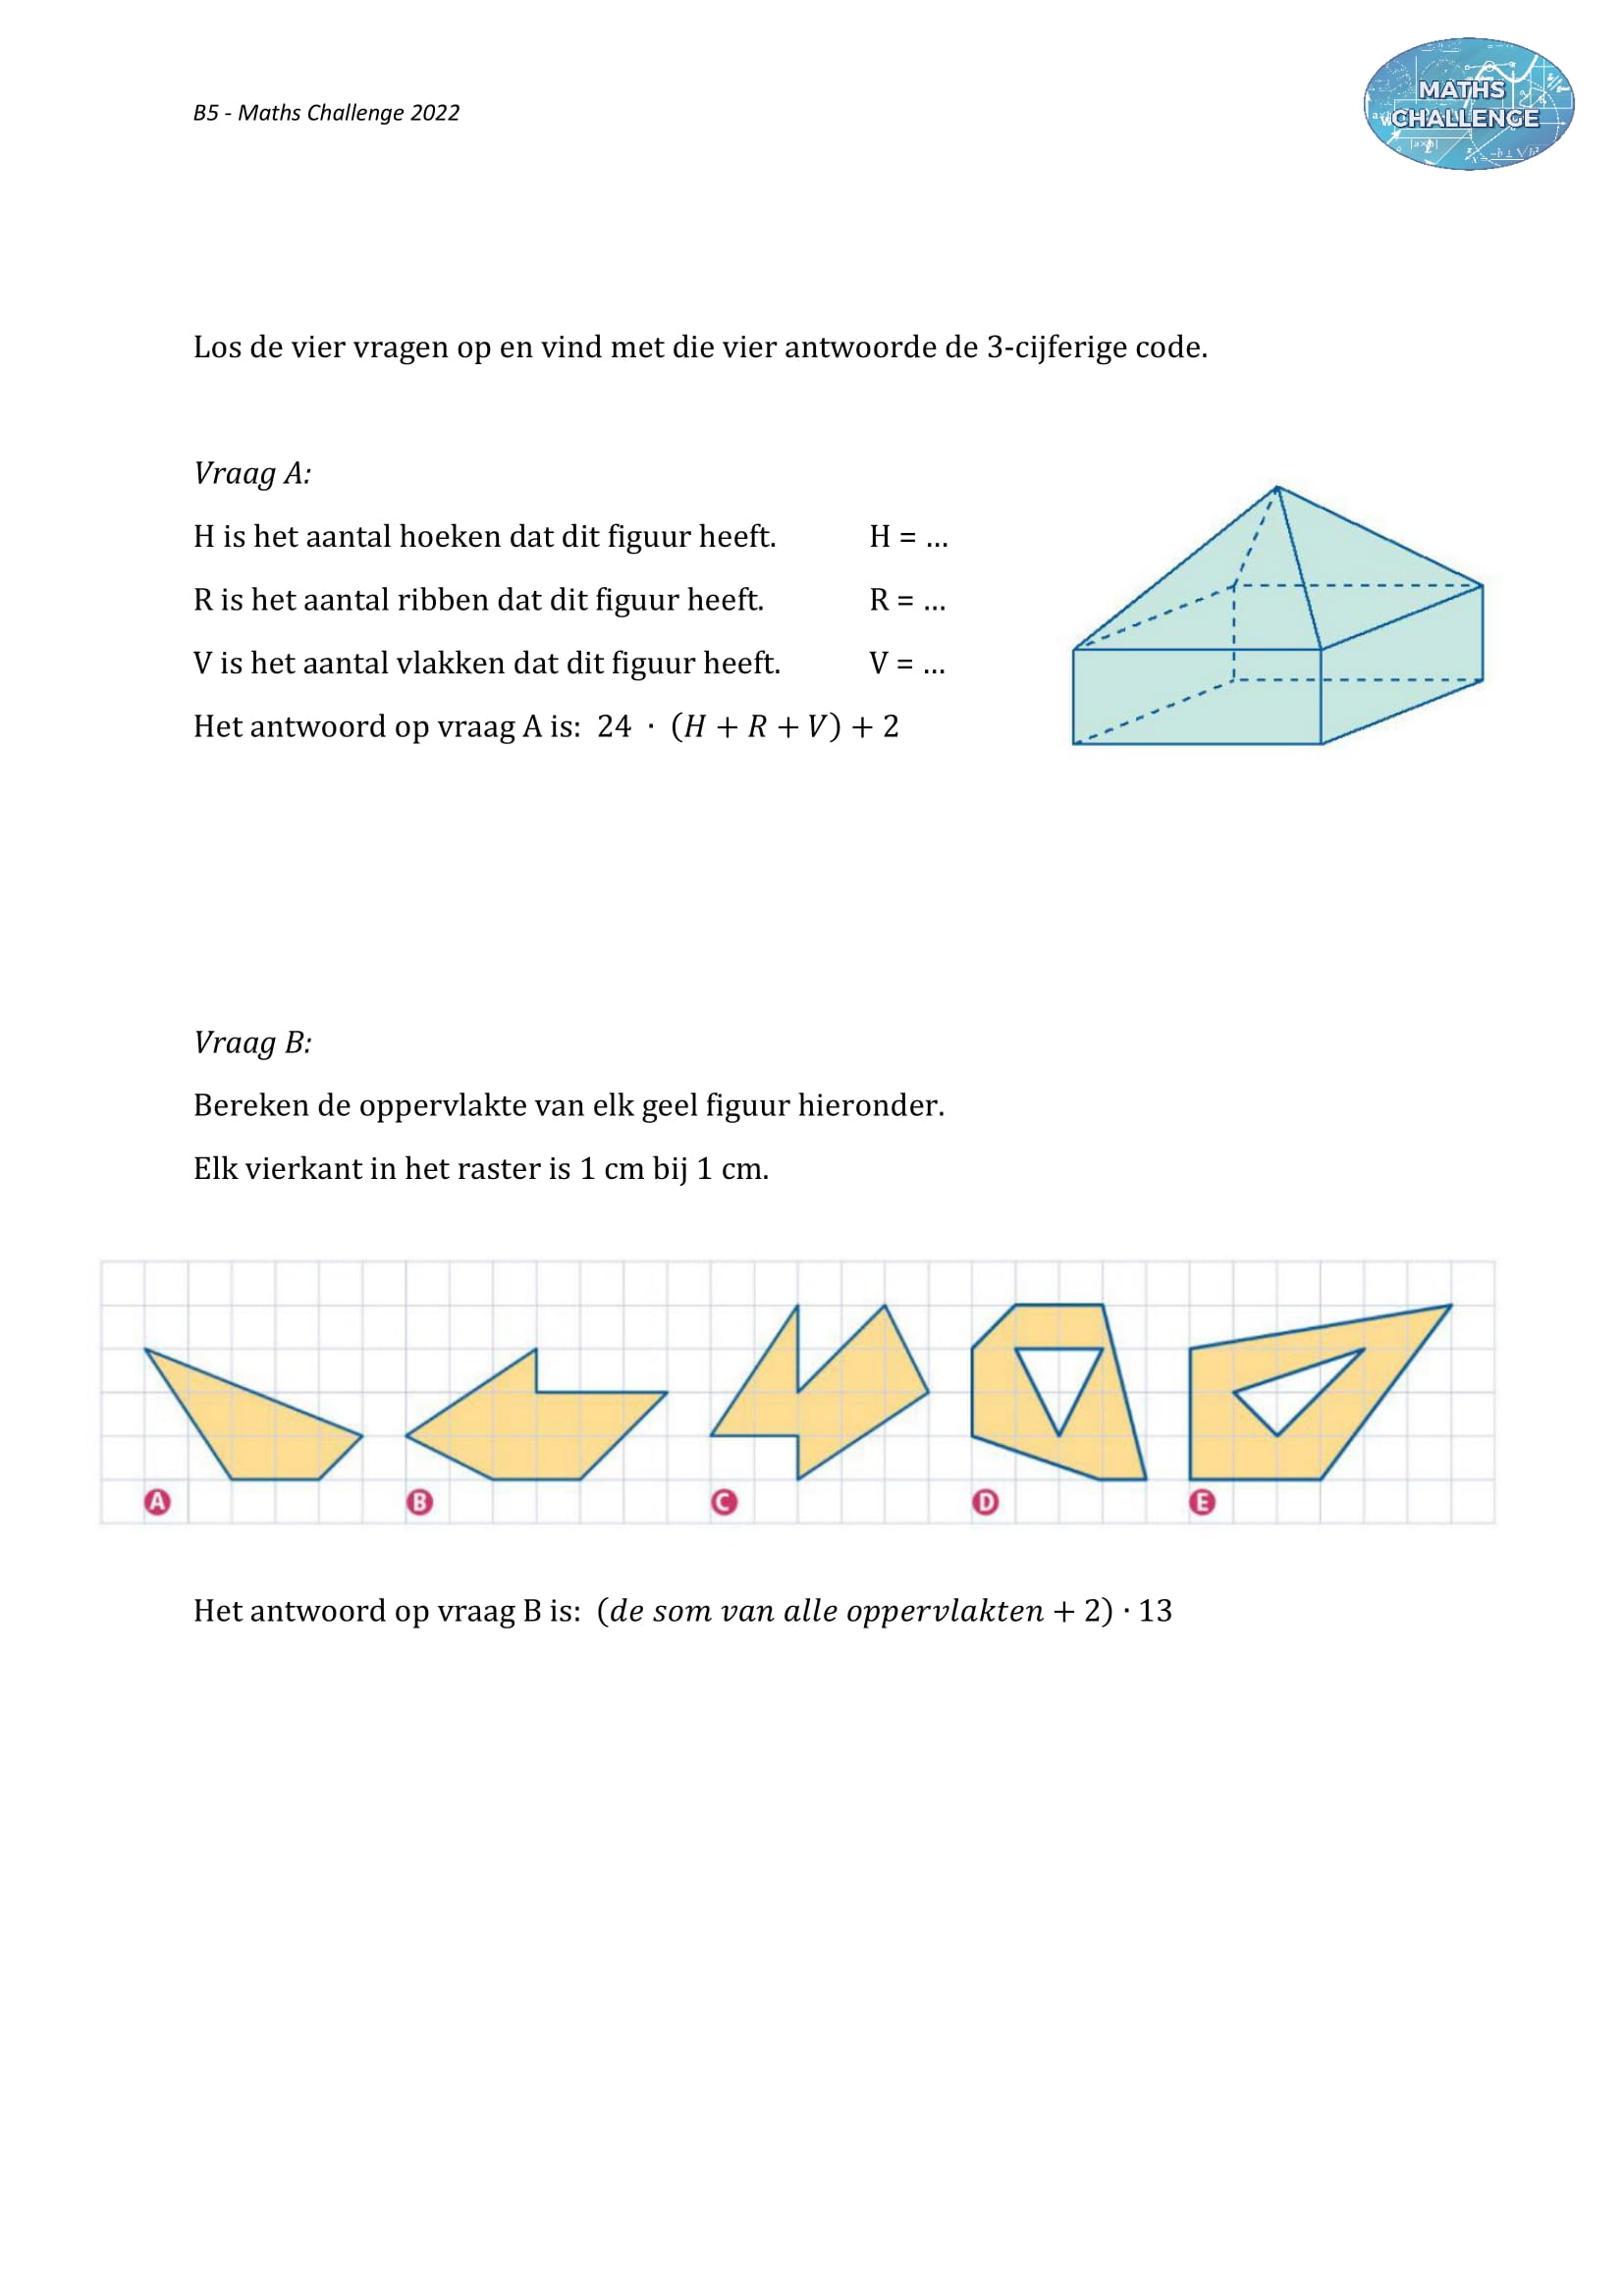 B5 - Maths Challenge 2022
MATHS
CHALLENGE
Los de vier vragen op en vind met die vier antwoorde de 3-cijferige code.
Vraag A:
H is het aantal hoeken dat dit figuur heeft. H = ...
R is het aantal ribben dat dit figuur heeft. R = ...
V is het aantal vlakken dat dit figuur heeft. V = ...
Het antwoord op vraag A is: 24 · (H + R + V) + 2
Vraag B:
Bereken de oppervlakte van elk geel figuur hieronder.
Elk vierkant in het raster is 1 cm bij 1 cm.
A B C D E
Het antwoord op vraag B is: (de som van alle oppervlakten + 2) · 13